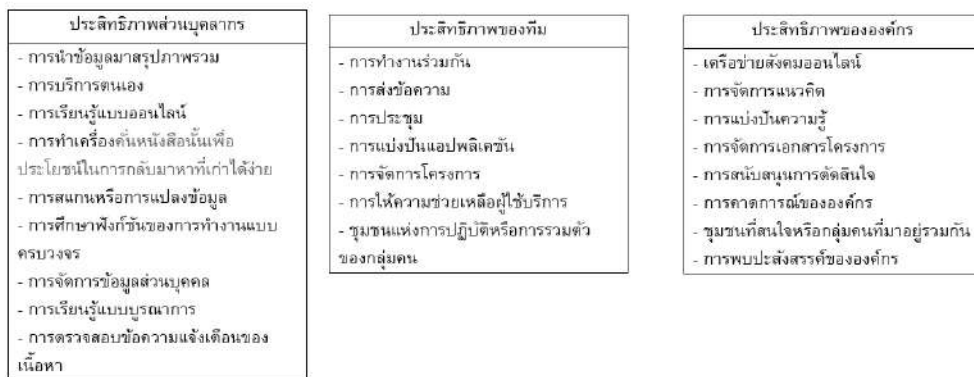 ประสิทธิภาพส่วนบุคลากร
- การนำข้อมูลมาสรุปภาพรวม
- การบริการตนเอง
- การเรียนรู้แบบออนไลน์
- การทำเครื่องคั่นหนังสือนั้นเพื่อ
ประโยชน์ในการกลับมาหาที่เก่าได้ง่าย
- การสแกนหรือการแปลงข้อมูล
- การศึกษาฟังก์ชันของการทำงานแบบ
ครบวงจร
- การจัดการข้อมูลส่วนบุคคล
- การเรียนรู้แบบบูรณาการ
- การตรวจสอบข้อความแจ้งเตือนของ
เนื้อหา
ประสิทธิภาพของทีม
- การทำงานร่วมกัน
- การส่งข้อความ
- การประชุม
- การแบ่งปันแอปพลิเคชัน
- การจัดการโครงการ
- การให้ความช่วยเหลือผู้ใช้บริการ
- ชุมชนแห่งการปฏิบัติหรือการรวมตัว
ของกลุ่มคน
ประสิทธิภาพขององค์กร
- เครือข่ายสังคมออนไลน์
- การจัดการแนวคิด
- การแบ่งปันความรู้
- การจัดการเอกสารโครงการ
- การสนับสนุนการตัดสินใจ
- การคาดการณ์ขององค์กร
- ชุมชนที่สนใจหรือกลุ่มคนที่มาอยู่รวมกัน
- การพบปะสังสรรค์ขององค์กร